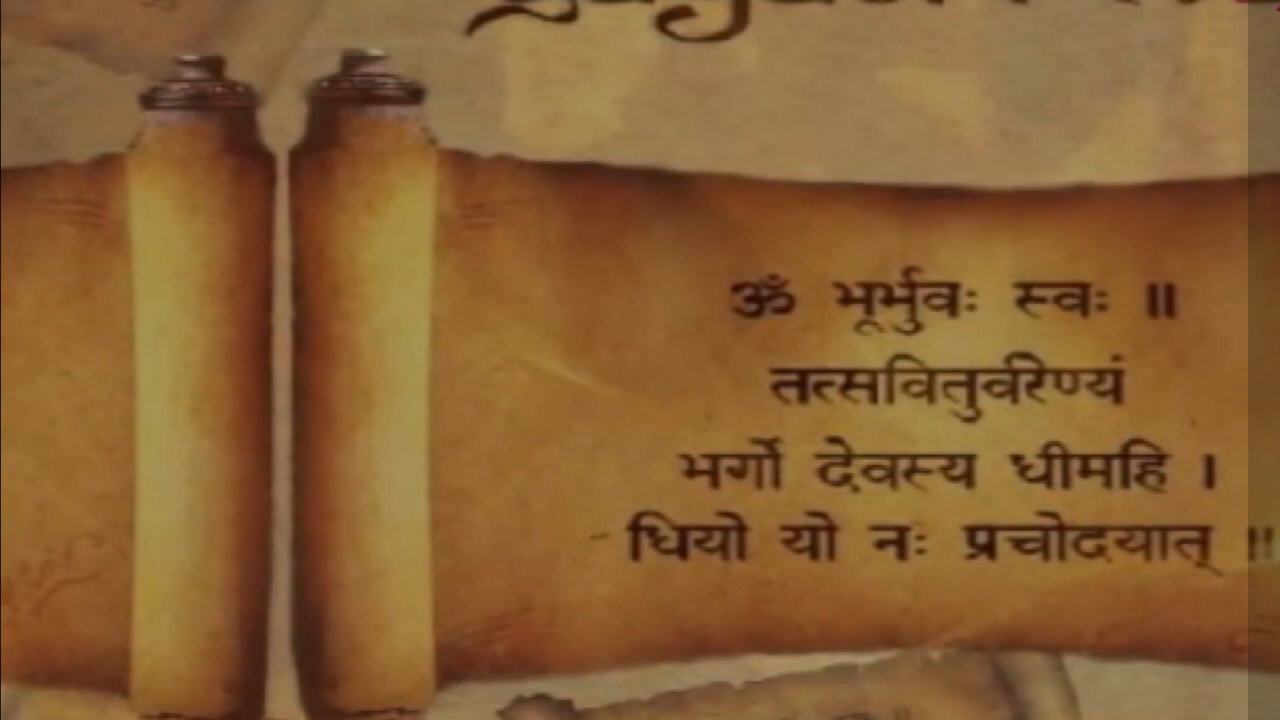 ॐ भूर्भुवः स्वः ॥
तत्सवितुर्वरेण्यं
भर्गो देवस्य धीमहि ।
धियो यो नः प्रचोदयात् ॥